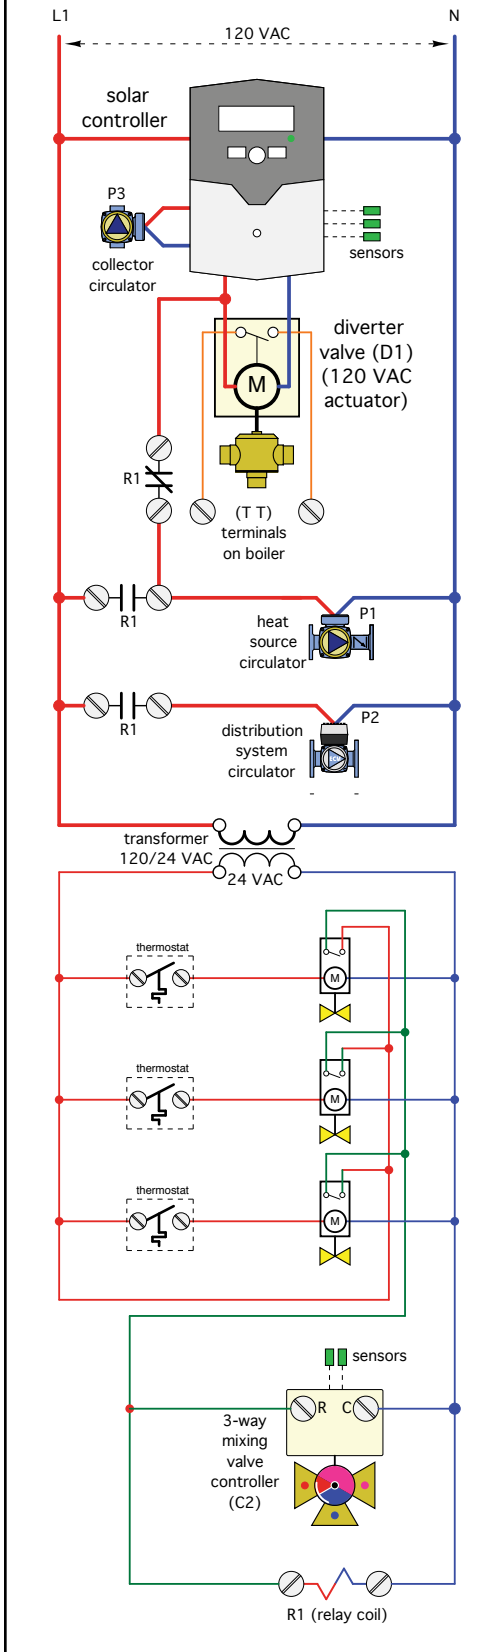 L1
N
120 VAC
solar
controller
P3
collector
circulator
sensors
diverter
valve (D1)
(120 VAC
actuator)
M
R1
(T T)
terminals
on boiler
R1
P1
heat
source
circulator
R1
P2
distribution
system
circulator
transformer
120/24 VAC
24 VAC
thermostat
M
thermostat
M
thermostat
M
sensors
R
C
3-way
mixing
valve
controller
(C2)
R1 (relay coil)